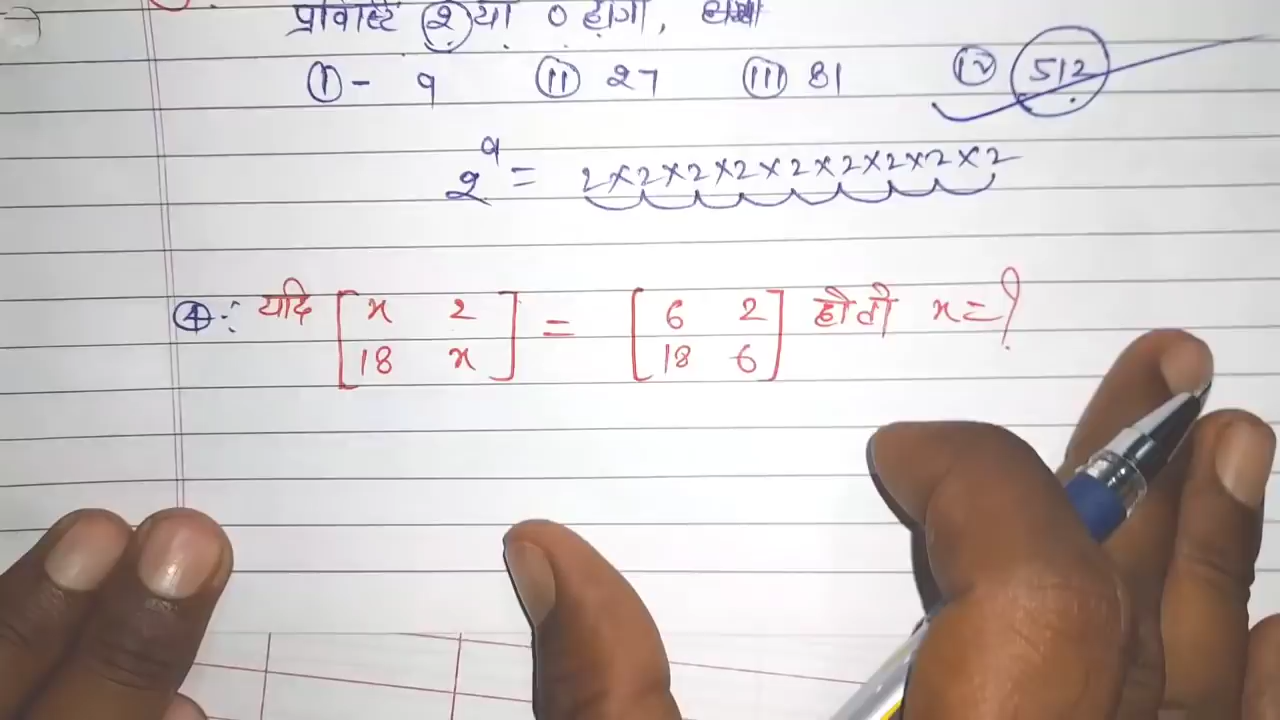 2 या 0 होगा,
(I) - 9 (II) 27 (III) 81 (IV) 512
2^9 = 2×2×2×2×2×2×2×2×2
(4):- यदि [x 2; 18 x] = [6 2; 18 6] हो तो x=?